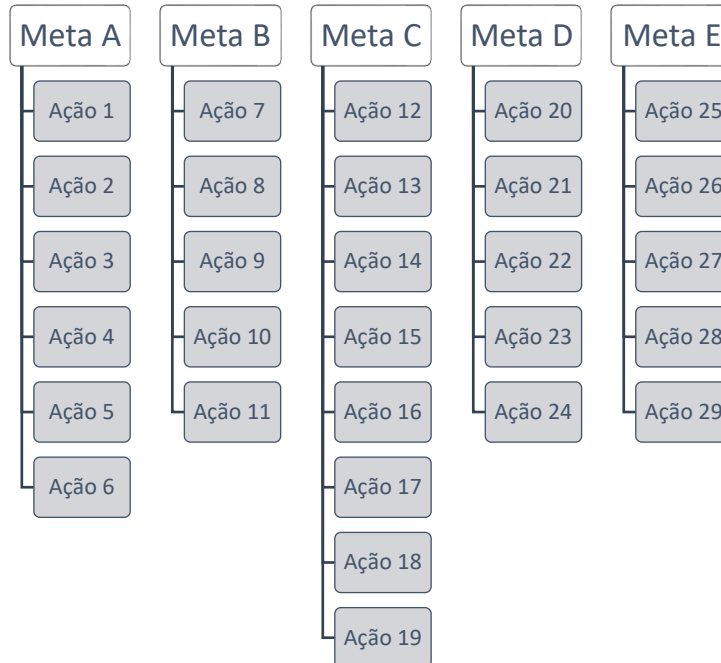 Meta A
Ação 1
Ação 2
Ação 3
Ação 4
Ação 5
Ação 6
Meta B
Ação 7
Ação 8
Ação 9
Ação 10
Ação 11
Meta C
Ação 12
Ação 13
Ação 14
Ação 15
Ação 16
Ação 17
Ação 18
Ação 19
Meta D
Ação 20
Ação 21
Ação 22
Ação 23
Ação 24
Meta E
Ação 25
Ação 26
Ação 27
Ação 28
Ação 29